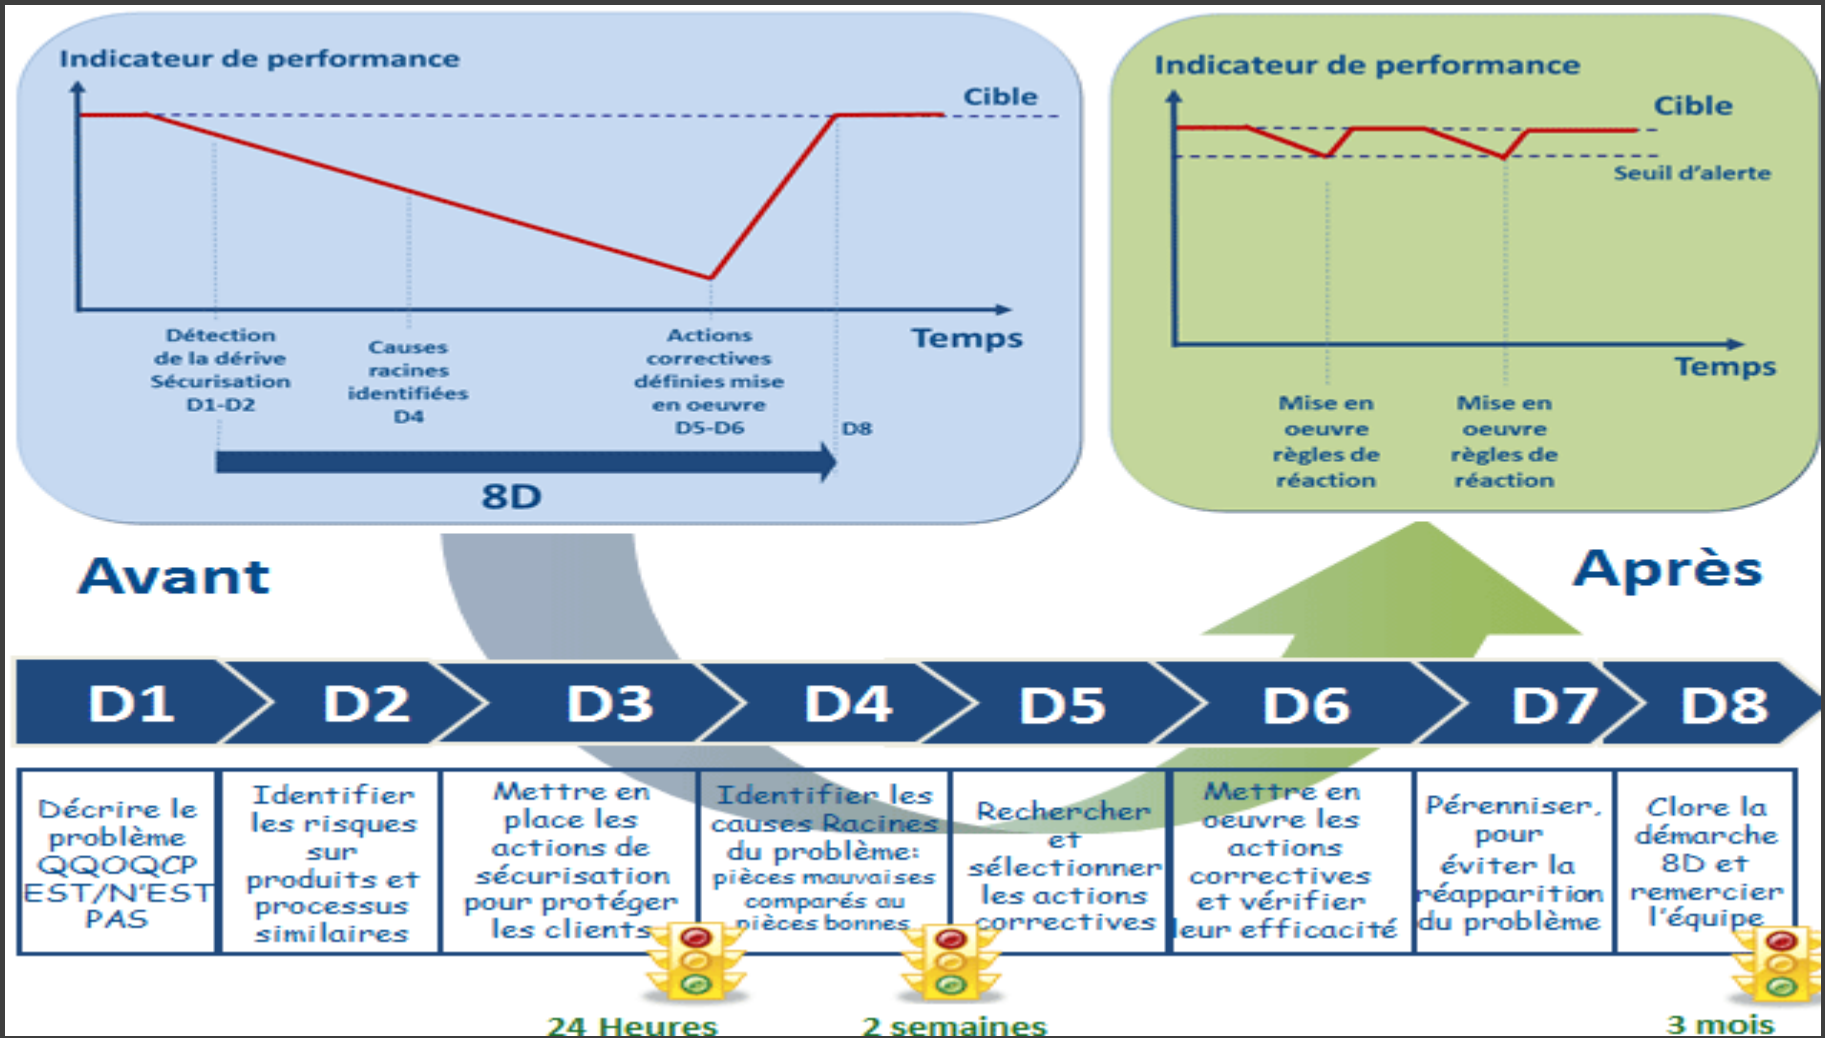 Indicateur de performance
Cible
Temps
Détection
de la dérive
Sécurisation
D1-D2
Causes
racines
identifiées
D4
Actions
correctives
définies mise
en oeuvre
D5-D6
D8
8D
Indicateur de performance
Cible
Seuil d'alerte
Temps
Mise en
oeuvre
règles de
réaction
Mise en
oeuvre
règles de
réaction
Avant
Après
D1
D2
D3
D4
D5
D6
D7
D8
Décrire le
problème
QQOQCP
EST/N'EST
PAS
Identifier
les risques
sur
produits et
processus
similaires
Mettre en
place les
actions de
sécurisation
pour protéger
les clients
Identifier les
causes Racines
du problème:
pièces mauvaises
comparés au
pièces bonnes
Rechercher
et
sélectionner
les actions
correctives
Mettre en
oeuvre les
actions
correctives
et vérifier
leur efficacité
Pérenniser,
pour
éviter la
réapparition
du problème
Clore la
démarche
8D et
remercier
l'équipe
24 Heures
2 semaines
3 mois